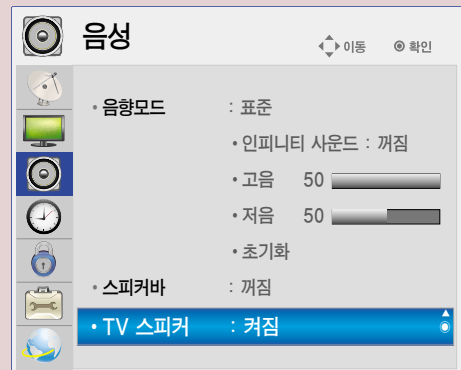 음성
이동 확인
• 음향모드 : 표준
• 인피니티 사운드 : 꺼짐
• 고음 50
• 저음 50
• 초기화
• 스피커바 : 꺼짐
• TV 스피커 : 켜짐